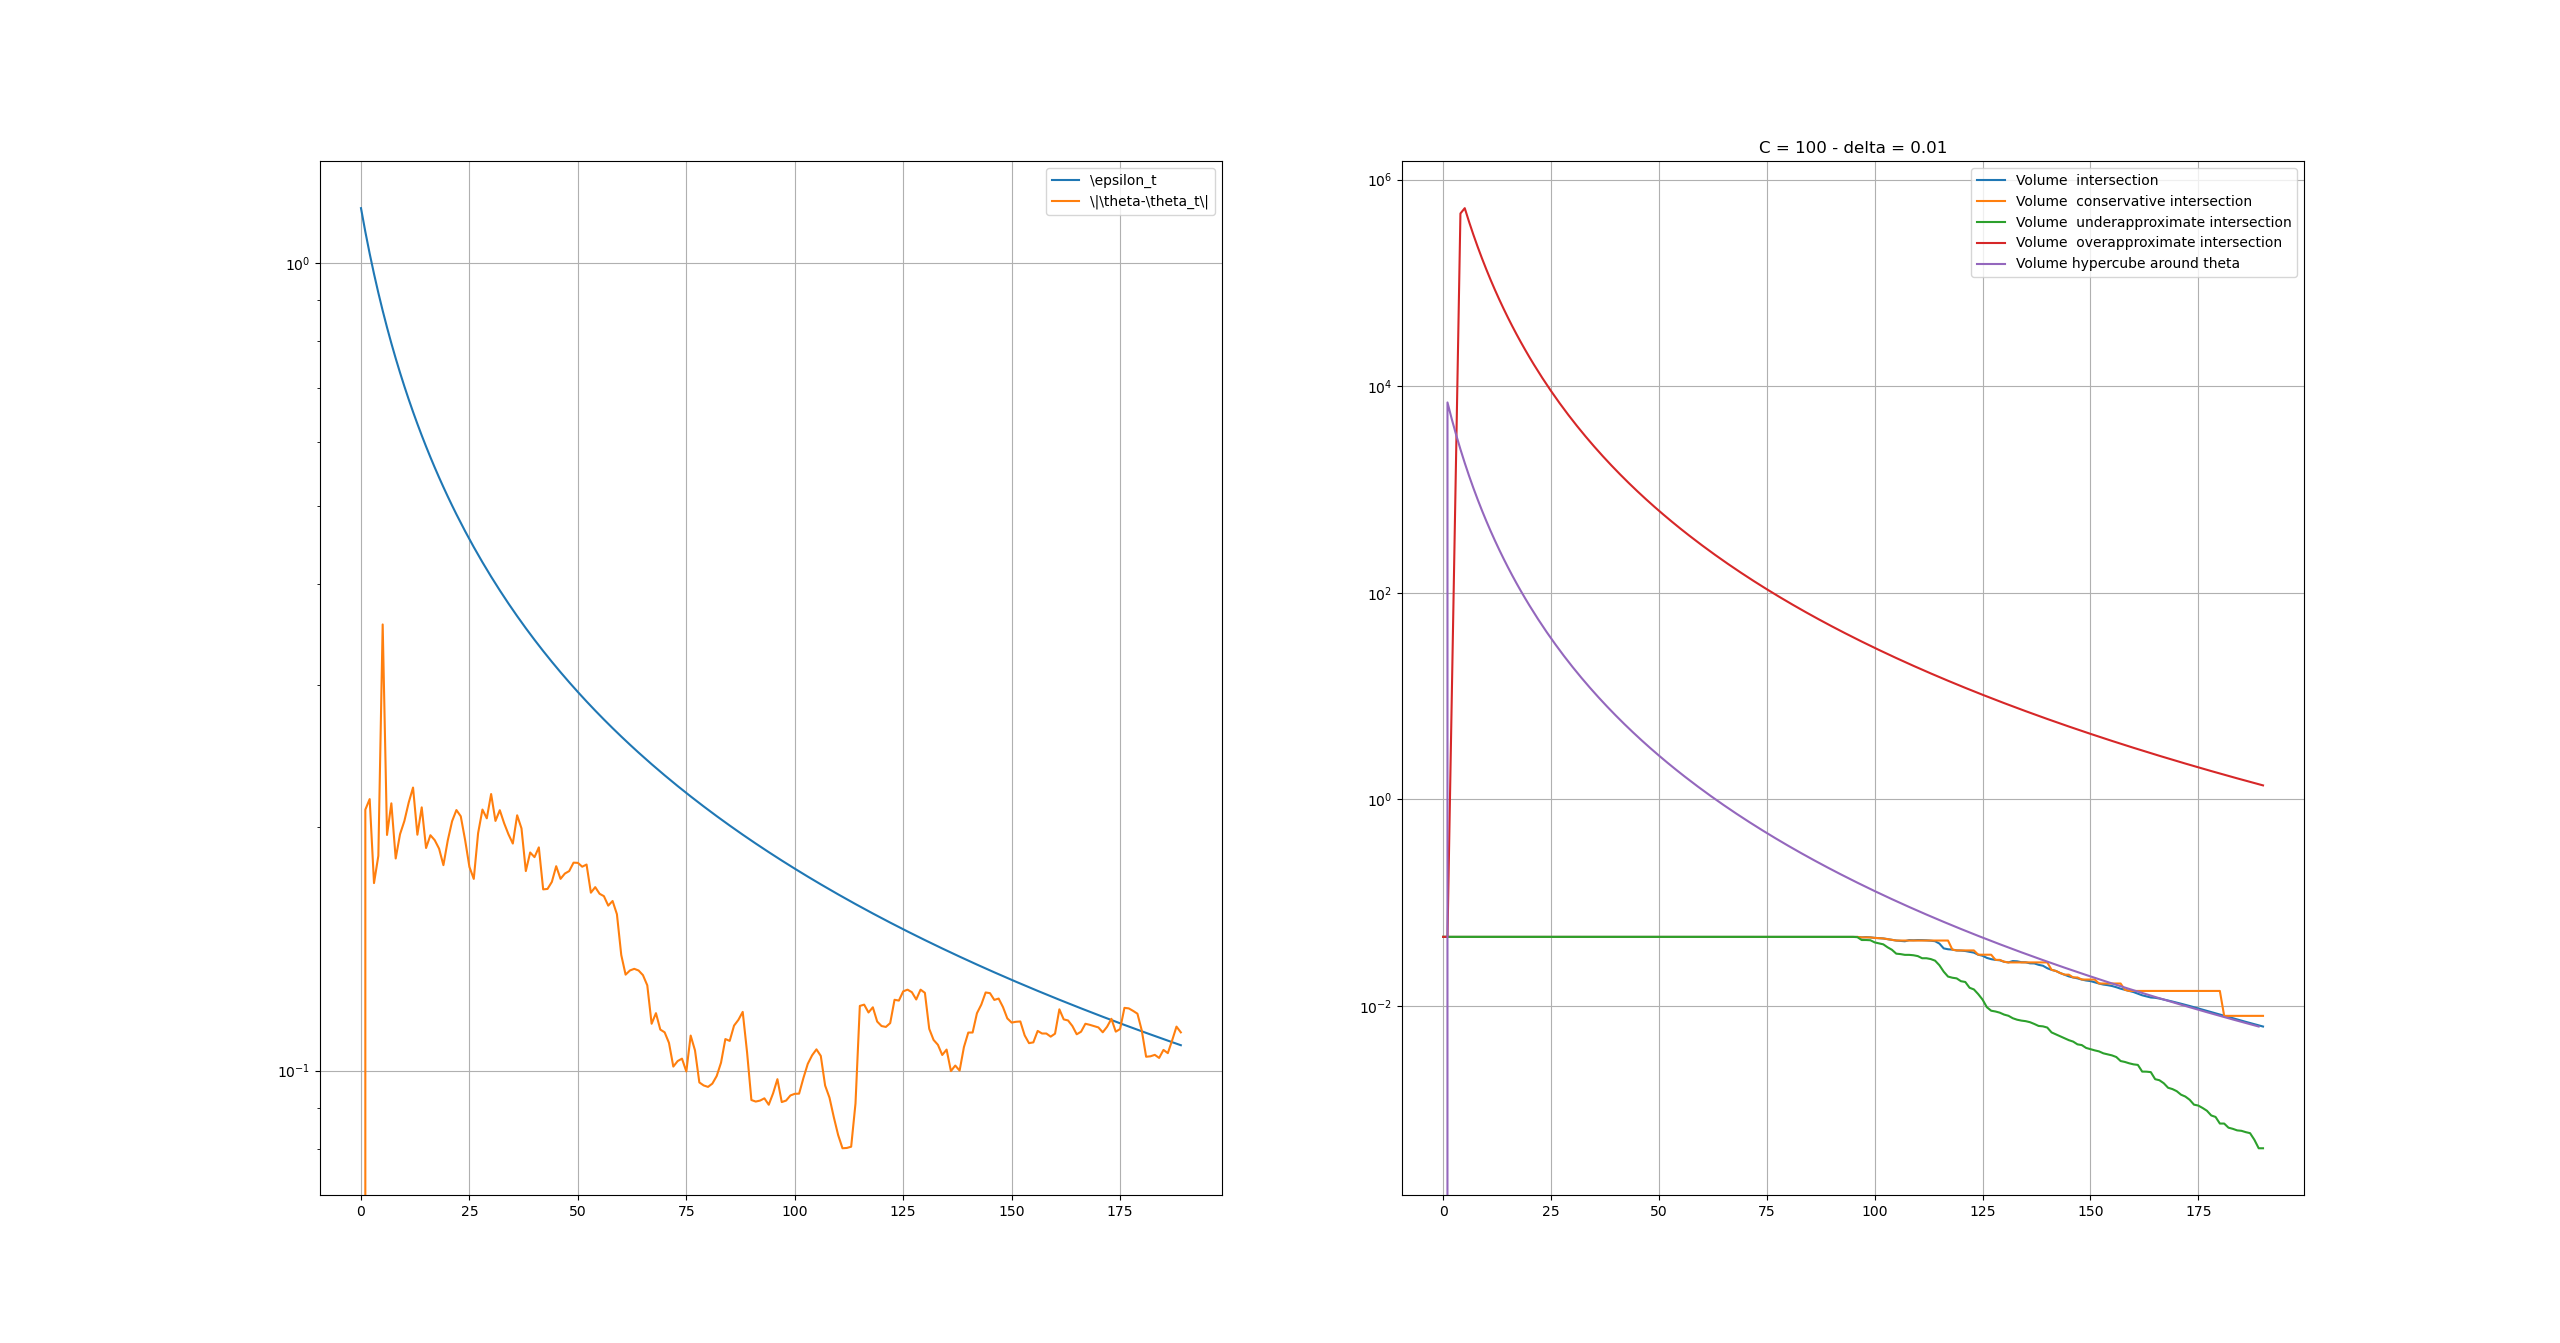 \epsilon_t
\|\theta-\theta_t\|
10⁰
10⁻¹
0 25 50 75 100 125 150 175
C = 100 - delta = 0.01
Volume  intersection
Volume  conservative intersection
Volume  underapproximate intersection
Volume  overapproximate intersection
Volume hypercube around theta
10⁶
10⁴
10²
10⁰
10⁻²
0 25 50 75 100 125 150 175